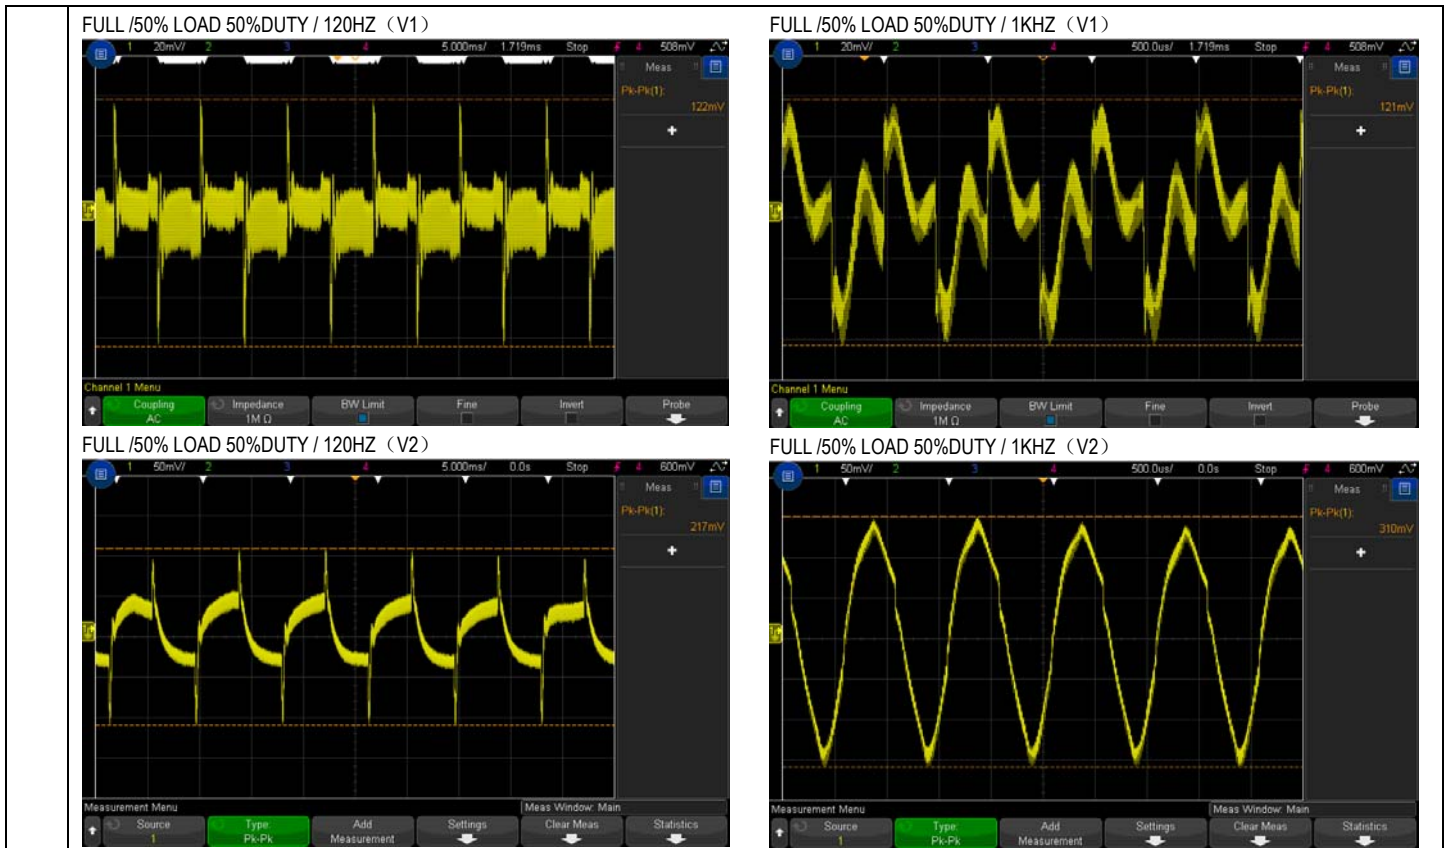 FULL /50% LOAD 50%DUTY / 120HZ（V1）
1 20mV/ 2 3 4 5.000ms/ 1.719ms Stop 4 508mV
Meas
Pk-Pk(1):
122mV
+
Channel 1 Menu
Coupling AC
Impedance 1M Ω
BW Limit
Fine
Invert
Probe
FULL /50% LOAD 50%DUTY / 1KHZ（V1）
1 20mV/ 2 3 4 500.0us/ 1.719ms Stop 4 508mV
Meas
Pk-Pk(1):
121mV
+
Channel 1 Menu
Coupling AC
Impedance 1M Ω
BW Limit
Fine
Invert
Probe
FULL /50% LOAD 50%DUTY / 120HZ（V2）
1 50mV/ 2 3 4 5.000ms/ 0.0s Stop 4 600mV
Meas
Pk-Pk(1):
217mV
+
Measurement Menu
Meas Window: Main
Source 1
Type: Pk-Pk
Add Measurement
Settings
Clear Meas
Statistics
FULL /50% LOAD 50%DUTY / 1KHZ（V2）
1 50mV/ 2 3 4 500.0us/ 0.0s Stop 4 600mV
Meas
Pk-Pk(1):
310mV
+
Measurement Menu
Meas Window: Main
Source 1
Type: Pk-Pk
Add Measurement
Settings
Clear Meas
Statistics